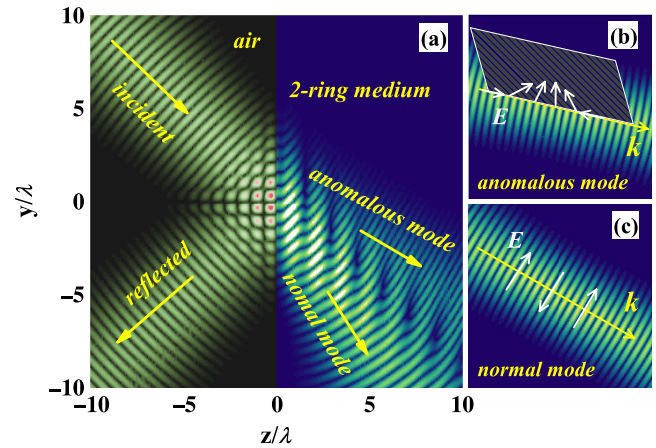 10
5
0
−5
−10
y/λ
−10
−5
0
5
10
z/λ
air
(a)
incident
2-ring medium
anomalous mode
reflected
nomal mode
(b)
E
k
anomalous mode
(c)
E
k
normal mode